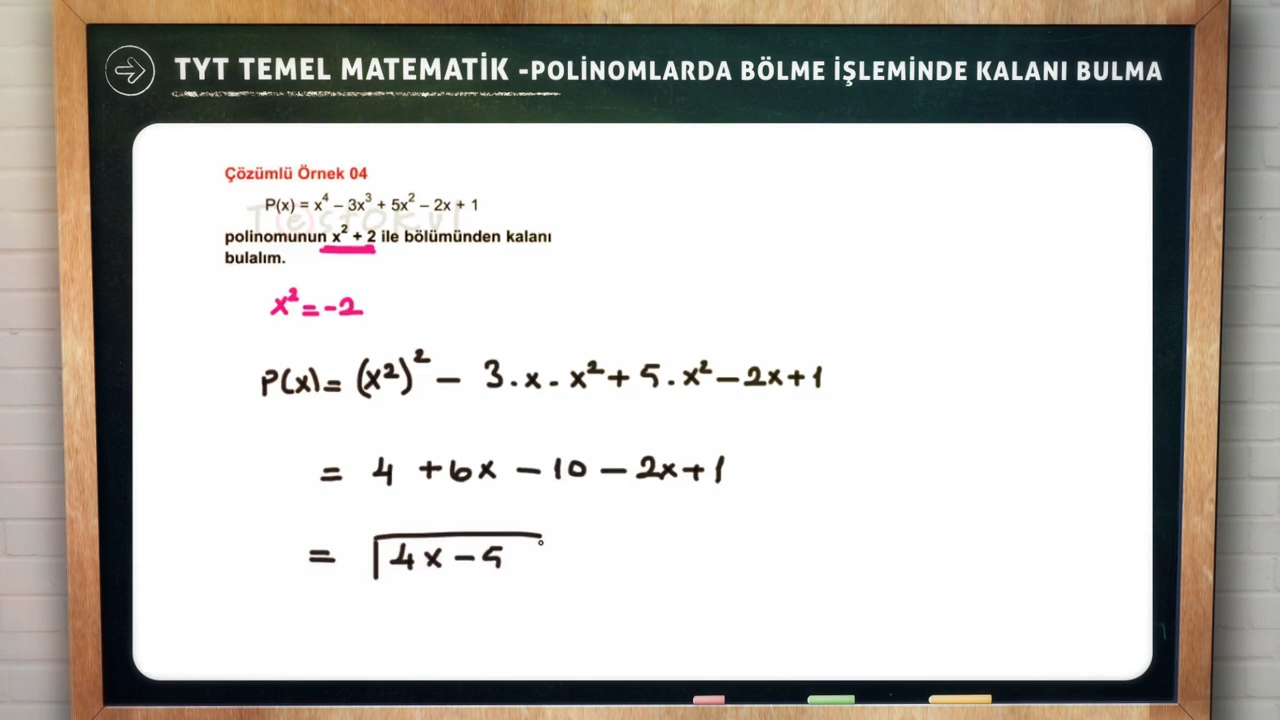 TYT TEMEL MATEMATİK -POLİNOMLARDA BÖLME İŞLEMİNDE KALANI BULMA
Çözümlü Örnek 04
P(x) = x⁴ – 3x³ + 5x² – 2x + 1
polinomunun x² + 2 ile bölümünden kalanı
bulalım.
x² = -2
P(x) = (x²)² - 3.x.x² + 5.x² - 2x + 1
= 4 + 6x - 10 - 2x + 1
= 4x - 5